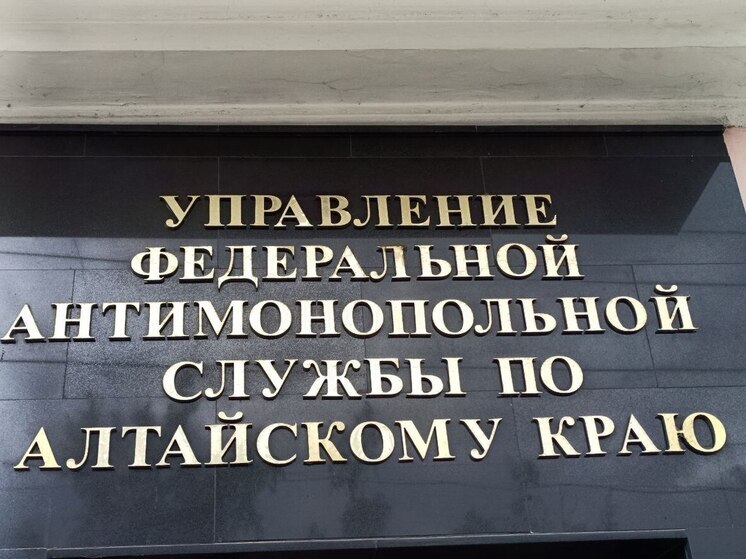 УПРАВЛЕНИЕ
ФЕДЕРАЛЬНОЙ
АНТИМОНОПОЛЬНОЙ
СЛУЖБЫ ПО
АЛТАЙСКОМУ КРАЮ